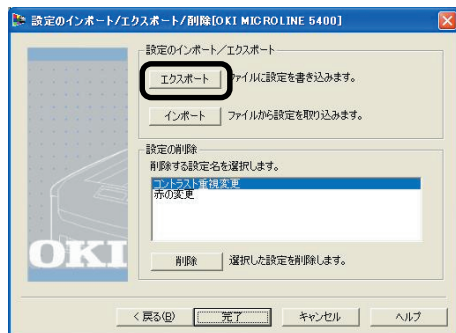 設定のインポート/エクスポート/削除[OKI MICROLINE 5400]
設定のインポート/エクスポート
エクスポート ファイルに設定を書き込みます。
インポート ファイルから設定を取り込みます。
設定の削除
削除する設定名を選択します。
コントラスト重視変更
赤の変更
OKI
削除 選択した設定を削除します。
< 戻る(B) 完了 キャンセル ヘルプ